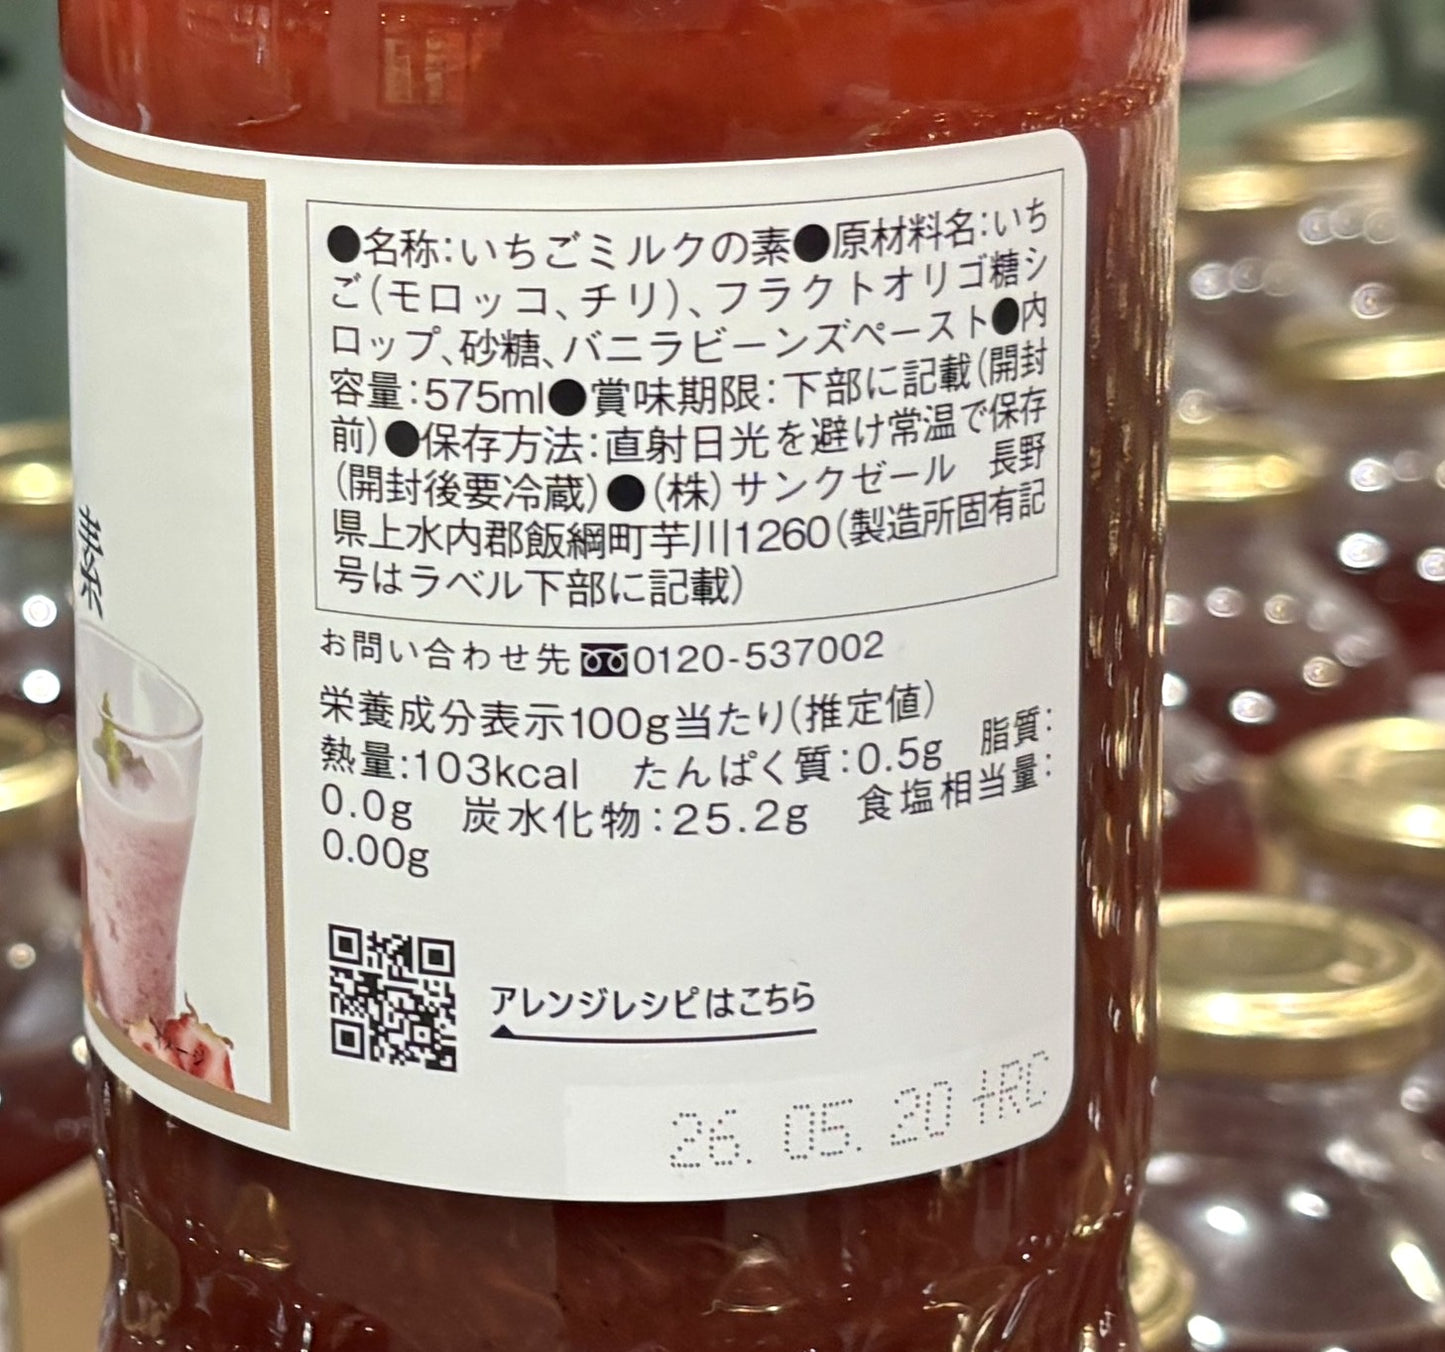 ●名称：いちごミルクの素●原材料名：いち
ご（モロッコ、チリ）、フラクトオリゴ糖シ
ロップ、砂糖、バニラビーンズペースト●内
容量：575ml●賞味期限：下部に記載（開封
前）●保存方法：直射日光を避け常温で保存
（開封後要冷蔵）●（株）サンクゼール　長野
県上水内郡飯綱町芋川1260（製造所固有記
号はラベル下部に記載）
お問い合わせ先 0120-537002
栄養成分表示100g当たり（推定値）
熱量：103kcal　たんぱく質：0.5g　脂質：
0.0g　炭水化物：25.2g　食塩相当量：
0.00g
アレンジレシピはこちら
26. 05. 20 +RC
素